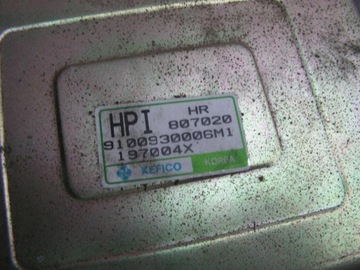 HPI HR
807020
9100930006M1
197004X
KEFICO KOREA